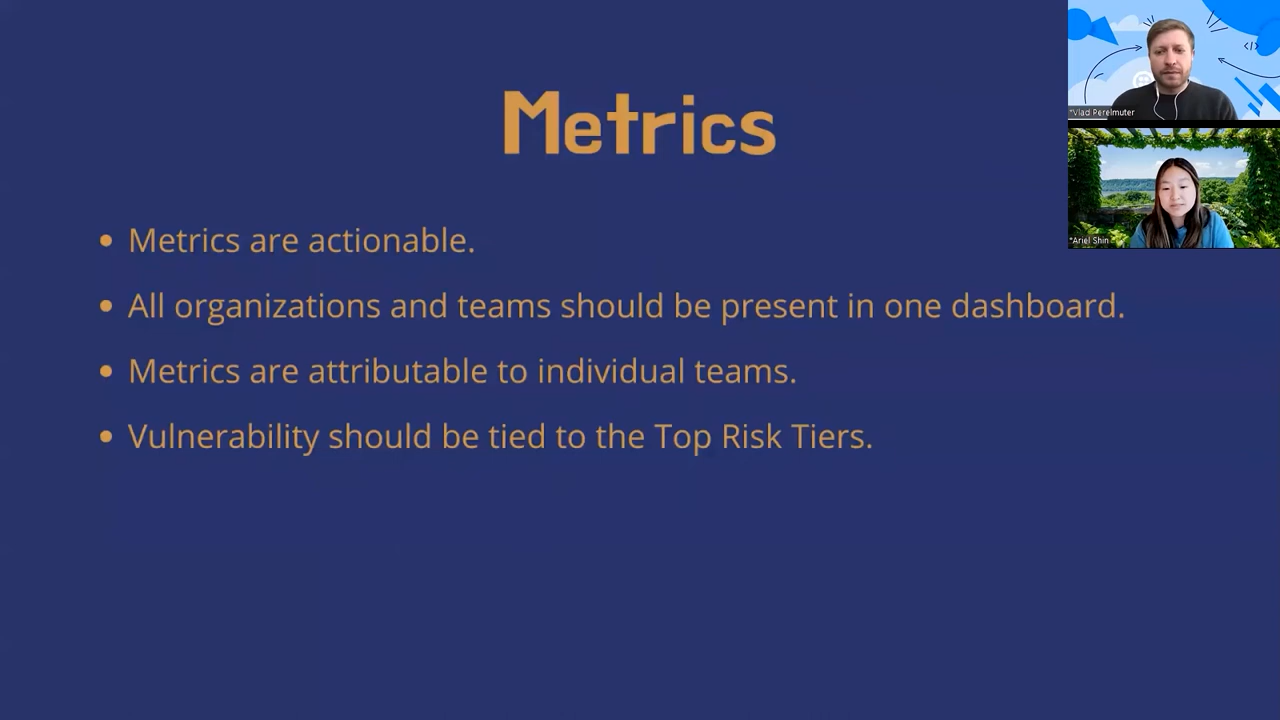 Metrics
*Vlad Perelmuter
</>
*Ariel Shin
• Metrics are actionable.
• All organizations and teams should be present in one dashboard.
• Metrics are attributable to individual teams.
• Vulnerability should be tied to the Top Risk Tiers.